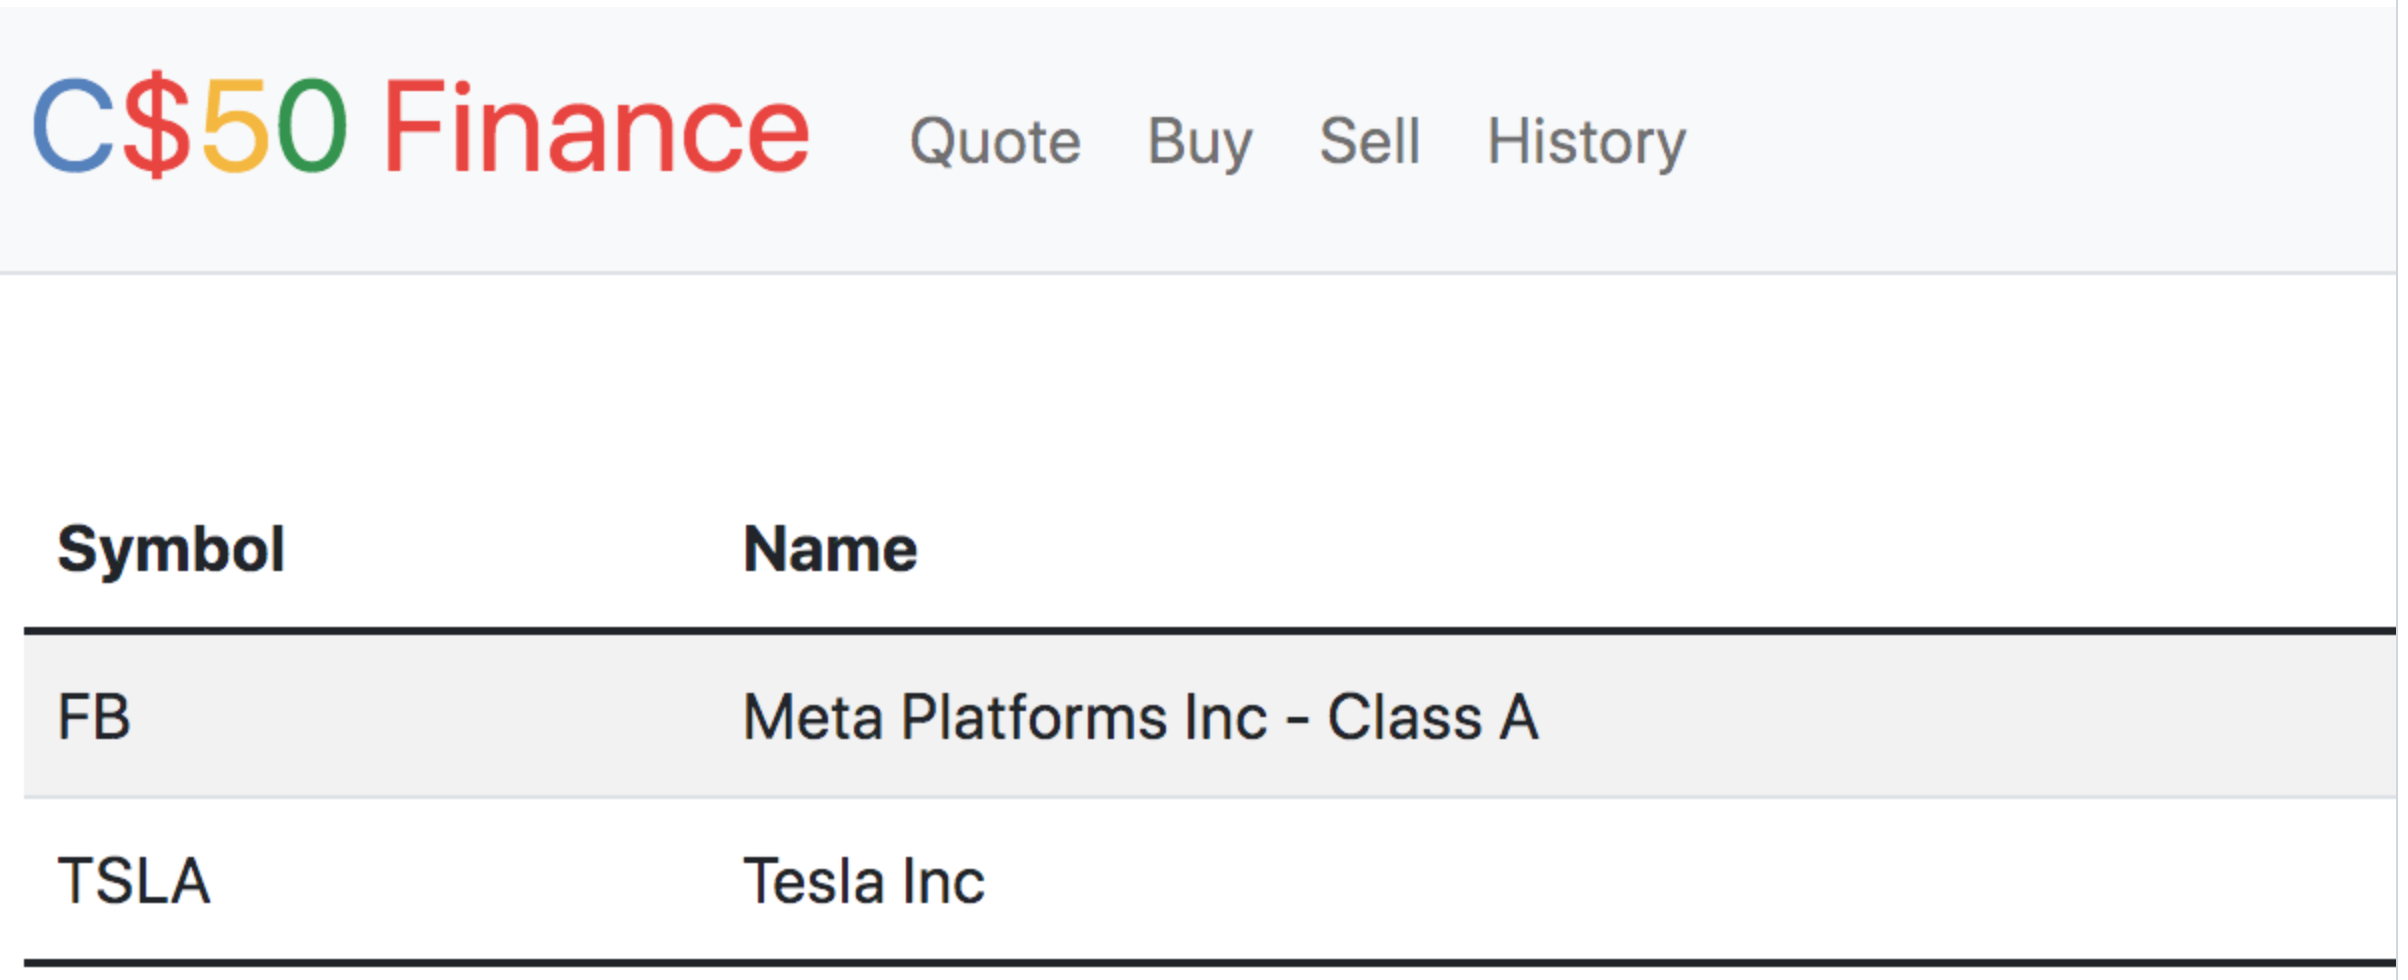 C$50 Finance Quote Buy Sell History
Symbol Name
FB Meta Platforms Inc - Class A
TSLA Tesla Inc